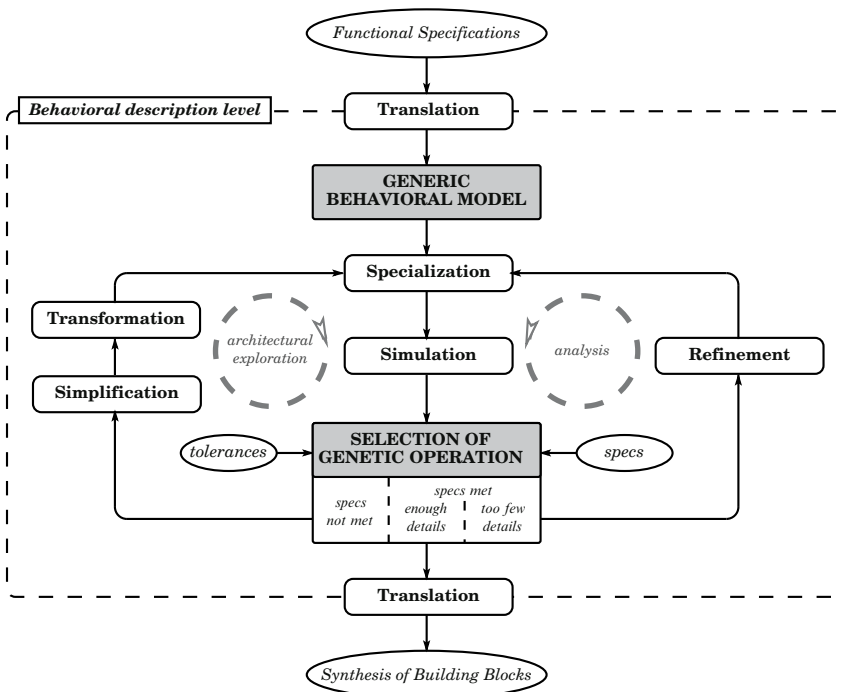 Functional Specifications
Behavioral description level
Translation
GENERIC
BEHAVIORAL MODEL
Specialization
Transformation
architectural
exploration
Simulation
analysis
Refinement
Simplification
SELECTION OF
GENETIC OPERATION
tolerances
specs
specs
not met
specs met
enough
details
too few
details
Translation
Synthesis of Building Blocks